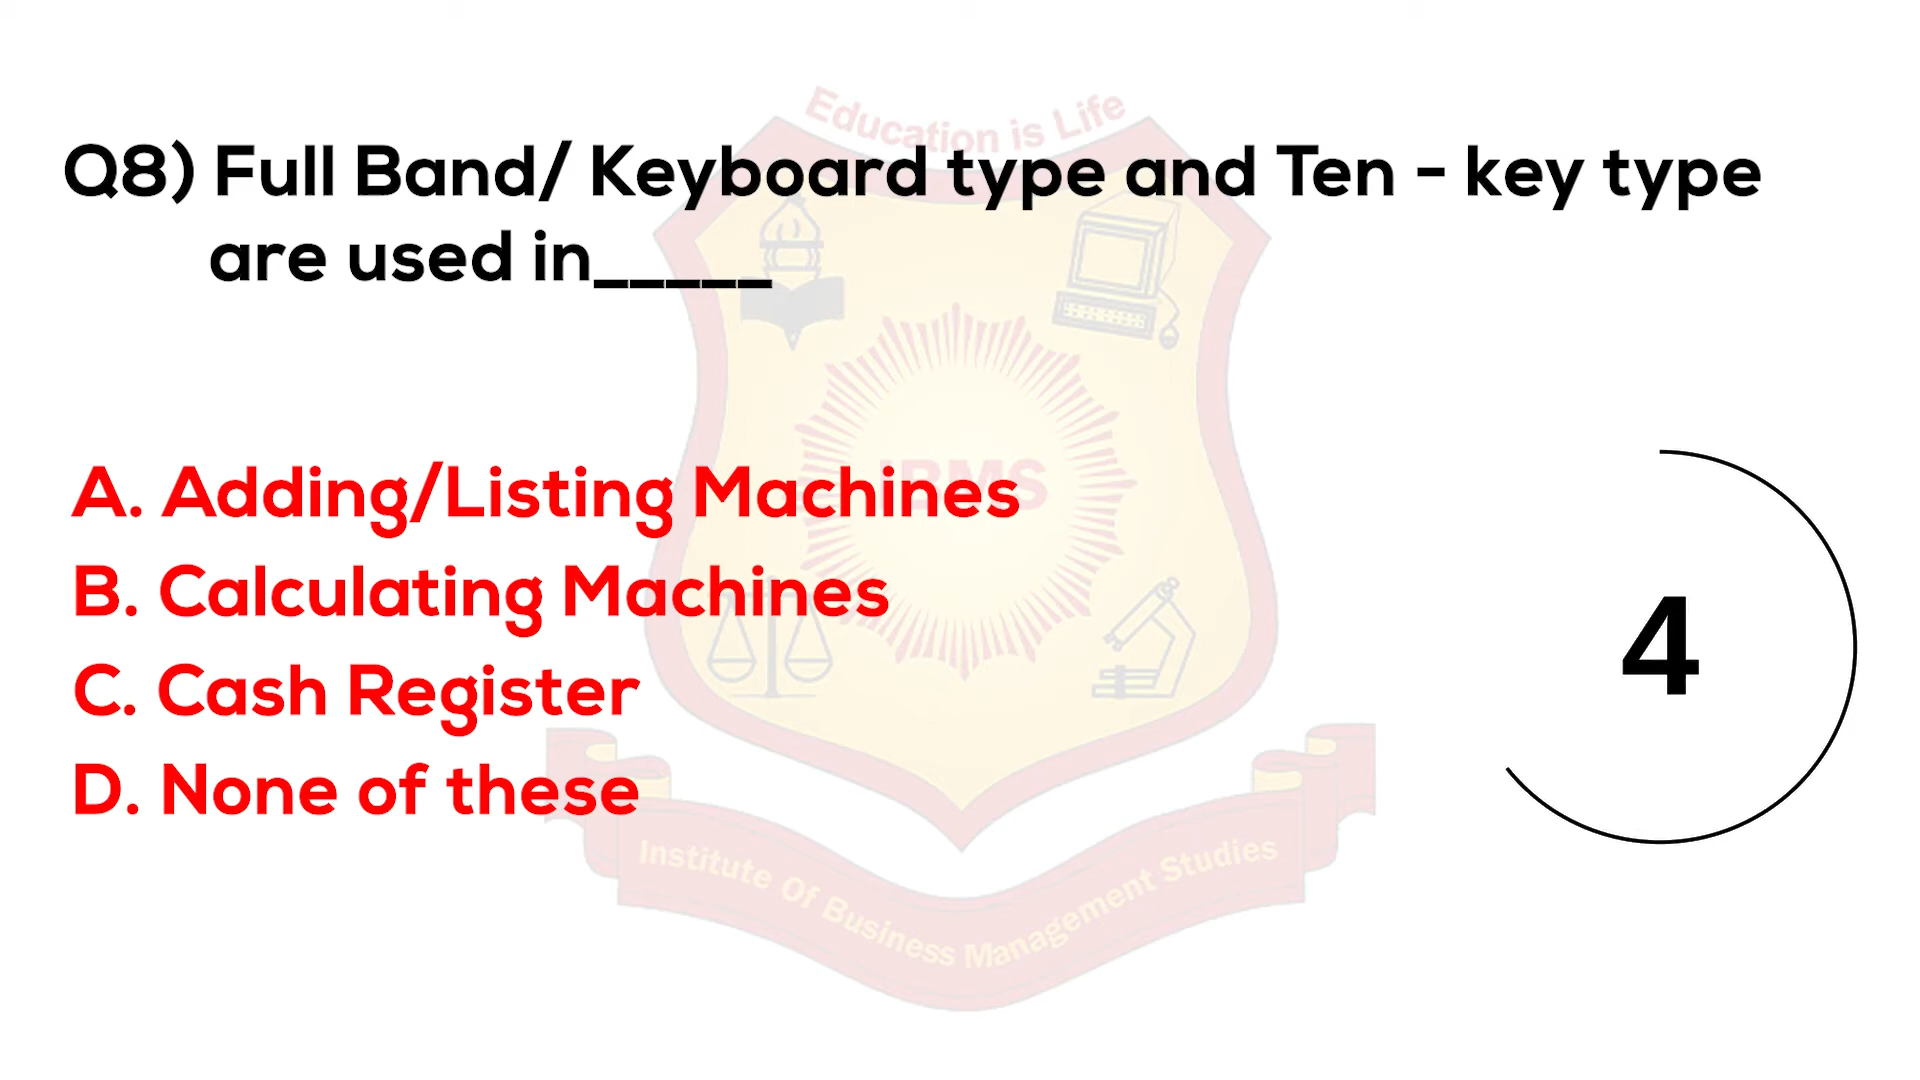 Education is Life
Q8) Full Band/ Keyboard type and Ten - key type
are used in_____
IBMS
A. Adding/Listing Machines
B. Calculating Machines
C. Cash Register
D. None of these
4
Institute Of Business Management Studies